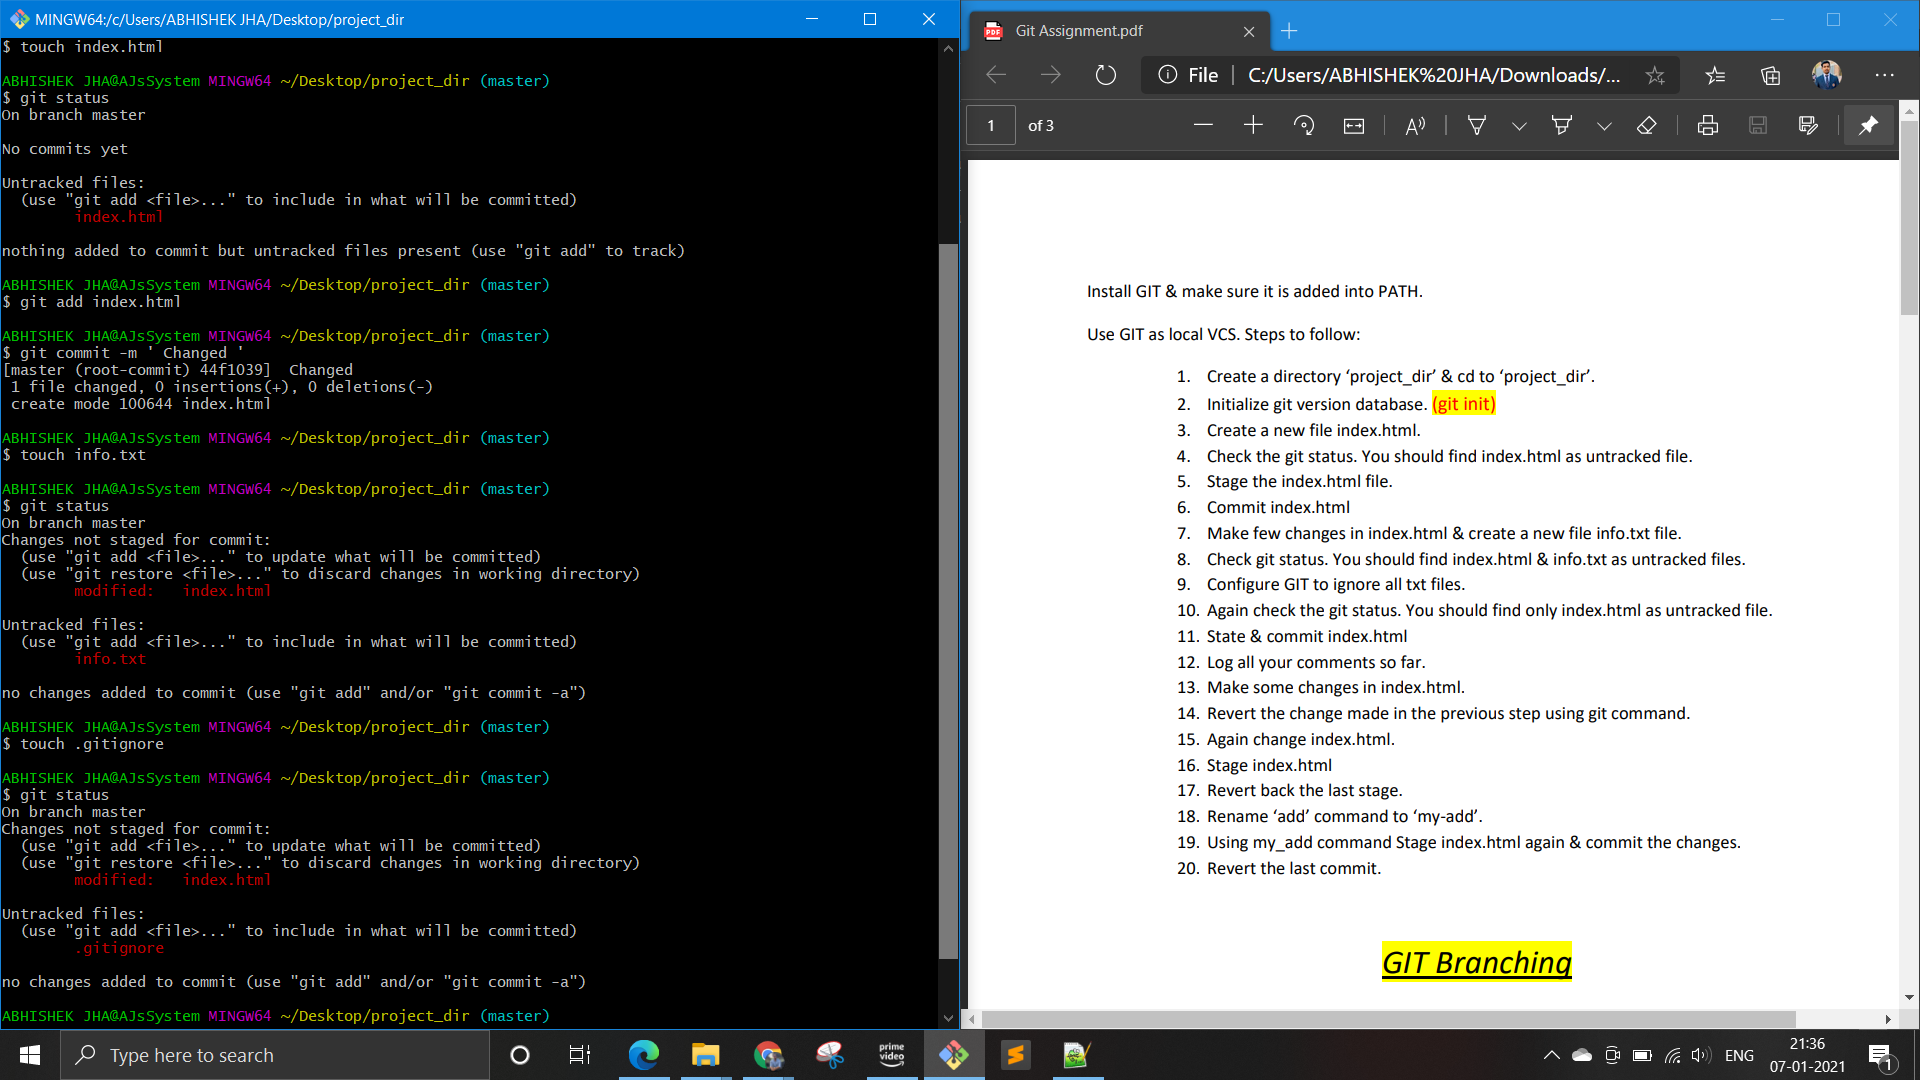 MINGW64:/c/Users/ABHISHEK JHA/Desktop/project_dir
$ touch index.html
ABHISHEK JHA@AJsSystem MINGW64 ~/Desktop/project_dir (master)
$ git status
On branch master
No commits yet
Untracked files:
(use "git add <file>..." to include in what will be committed)
index.html
nothing added to commit but untracked files present (use "git add" to track)
ABHISHEK JHA@AJsSystem MINGW64 ~/Desktop/project_dir (master)
$ git add index.html
ABHISHEK JHA@AJsSystem MINGW64 ~/Desktop/project_dir (master)
$ git commit -m ' Changed '
[master (root-commit) 44f1039]  Changed
1 file changed, 0 insertions(+), 0 deletions(-)
create mode 100644 index.html
ABHISHEK JHA@AJsSystem MINGW64 ~/Desktop/project_dir (master)
$ touch info.txt
ABHISHEK JHA@AJsSystem MINGW64 ~/Desktop/project_dir (master)
$ git status
On branch master
Changes not staged for commit:
(use "git add <file>..." to update what will be committed)
(use "git restore <file>..." to discard changes in working directory)
modified:   index.html
Untracked files:
(use "git add <file>..." to include in what will be committed)
info.txt
no changes added to commit (use "git add" and/or "git commit -a")
ABHISHEK JHA@AJsSystem MINGW64 ~/Desktop/project_dir (master)
$ touch .gitignore
ABHISHEK JHA@AJsSystem MINGW64 ~/Desktop/project_dir (master)
$ git status
On branch master
Changes not staged for commit:
(use "git add <file>..." to update what will be committed)
(use "git restore <file>..." to discard changes in working directory)
modified:   index.html
Untracked files:
(use "git add <file>..." to include in what will be committed)
.gitignore
no changes added to commit (use "git add" and/or "git commit -a")
ABHISHEK JHA@AJsSystem MINGW64 ~/Desktop/project_dir (master)
PDF Git Assignment.pdf
File C:/Users/ABHISHEK%20JHA/Downloads/...
1 of 3
Install GIT & make sure it is added into PATH.
Use GIT as local VCS. Steps to follow:
1. Create a directory ‘project_dir’ & cd to ‘project_dir’.
2. Initialize git version database. (git init)
3. Create a new file index.html.
4. Check the git status. You should find index.html as untracked file.
5. Stage the index.html file.
6. Commit index.html
7. Make few changes in index.html & create a new file info.txt file.
8. Check git status. You should find index.html & info.txt as untracked files.
9. Configure GIT to ignore all txt files.
10. Again check the git status. You should find only index.html as untracked file.
11. State & commit index.html
12. Log all your comments so far.
13. Make some changes in index.html.
14. Revert the change made in the previous step using git command.
15. Again change index.html.
16. Stage index.html
17. Revert back the last stage.
18. Rename ‘add’ command to ‘my-add’.
19. Using my_add command Stage index.html again & commit the changes.
20. Revert the last commit.
GIT Branching
Type here to search
prime
video
ENG
21:36
07-01-2021
1